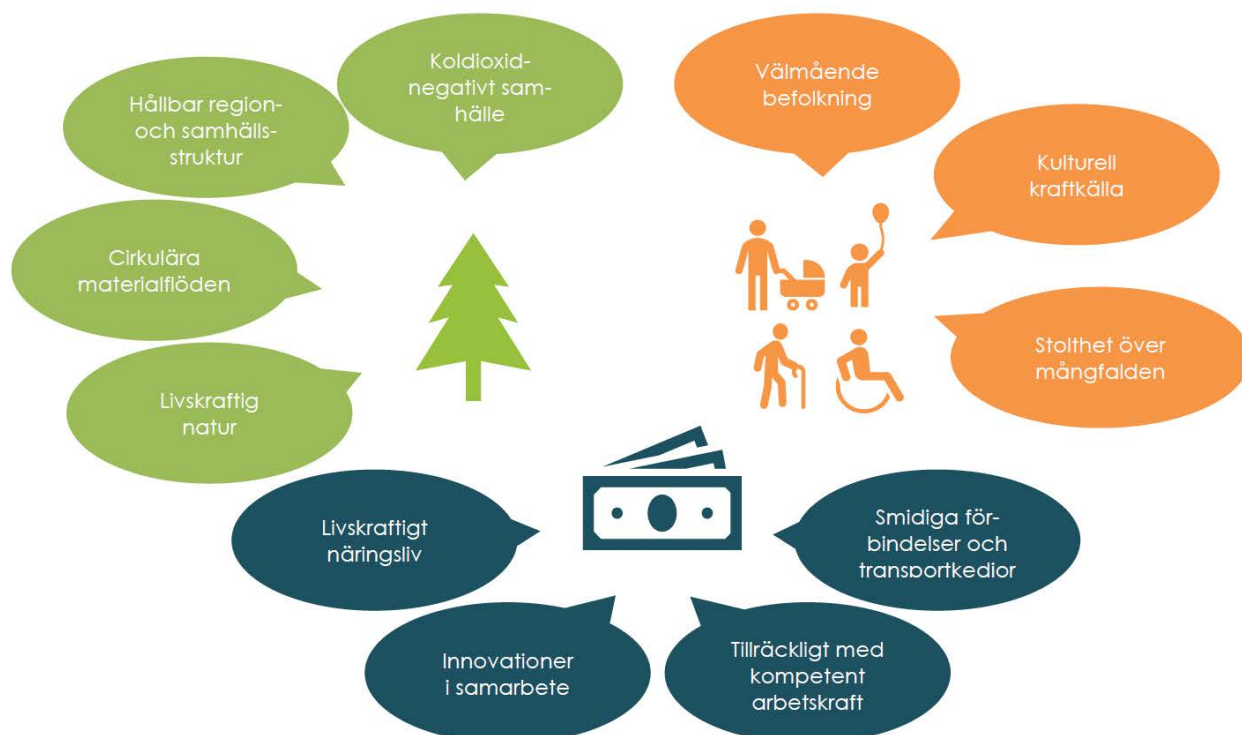 Koldioxid-
negativt sam-
hälle
Hållbar region-
och samhälls-
struktur
Cirkulära
materialflöden
Livskraftig
natur
Välmående
befolkning
Kulturell
kraftkälla
Stolthet över
mångfalden
Livskraftigt
näringsliv
Innovationer
i samarbete
Tillräckligt med
kompetent
arbetskraft
Smidiga för-
bindelser och
transportkedjor